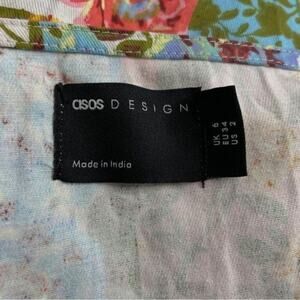 asos DESIGN
Made in India
UK 6
EU 34
US 2